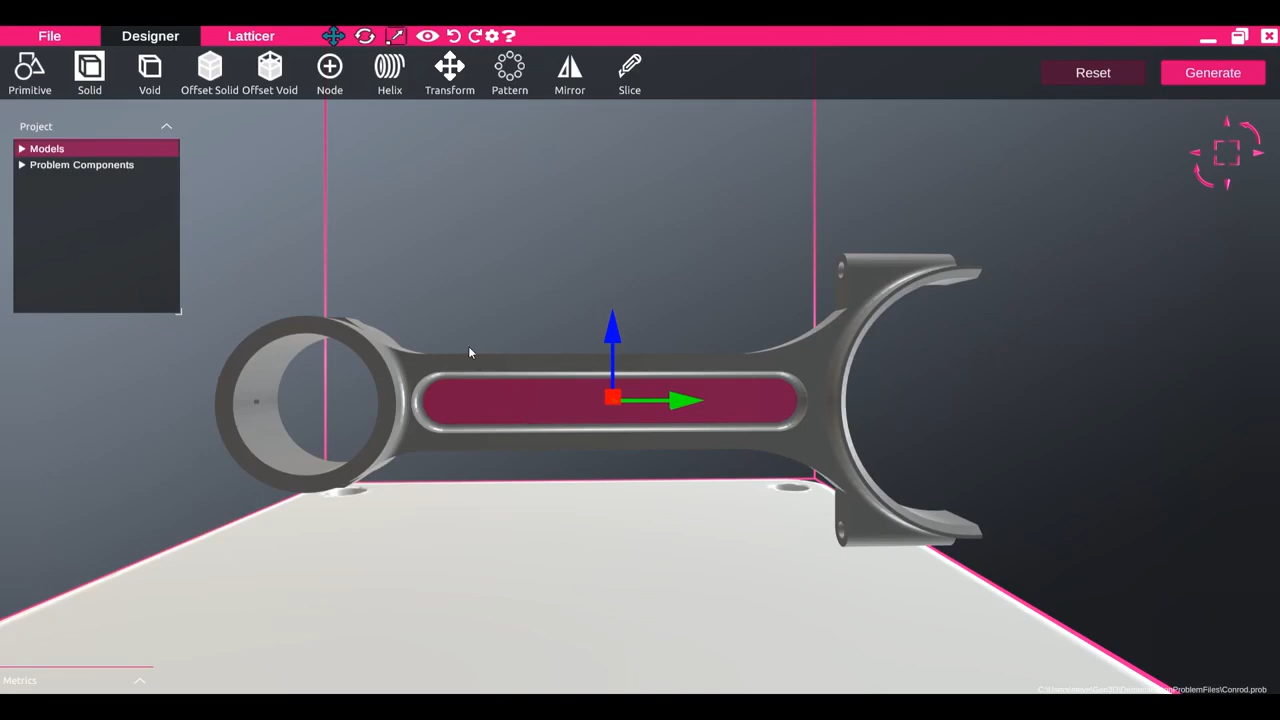 File Designer Latticer
Primitive Solid Void Offset Solid Offset Void Node Helix Transform Pattern Mirror Slice
Reset Generate
Project
Models
Problem Components
Metrics